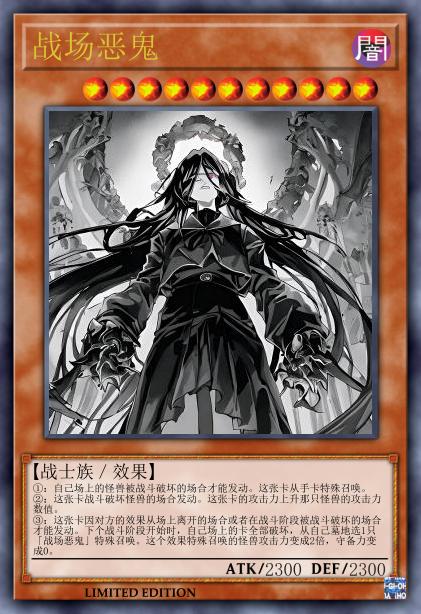 战场恶鬼
闇
【战士族 / 效果】
①：自己场上的怪兽被战斗破坏的场合才能发动。这张卡从手卡特殊召唤。
②：这张卡战斗破坏怪兽的场合发动。这张卡的攻击力上升那只怪兽的攻击力
数值。
③：这张卡因对方的效果从场上离开的场合或者在战斗阶段被战斗破坏的场合
才能发动。下个战斗阶段开始时，自己场上的卡全部破坏，从自己墓地选1只
「战场恶鬼」特殊召唤。这个效果特殊召唤的怪兽攻击力变成2倍，守备力变
成0。
ATK/2300 DEF/2300
LIMITED EDITION